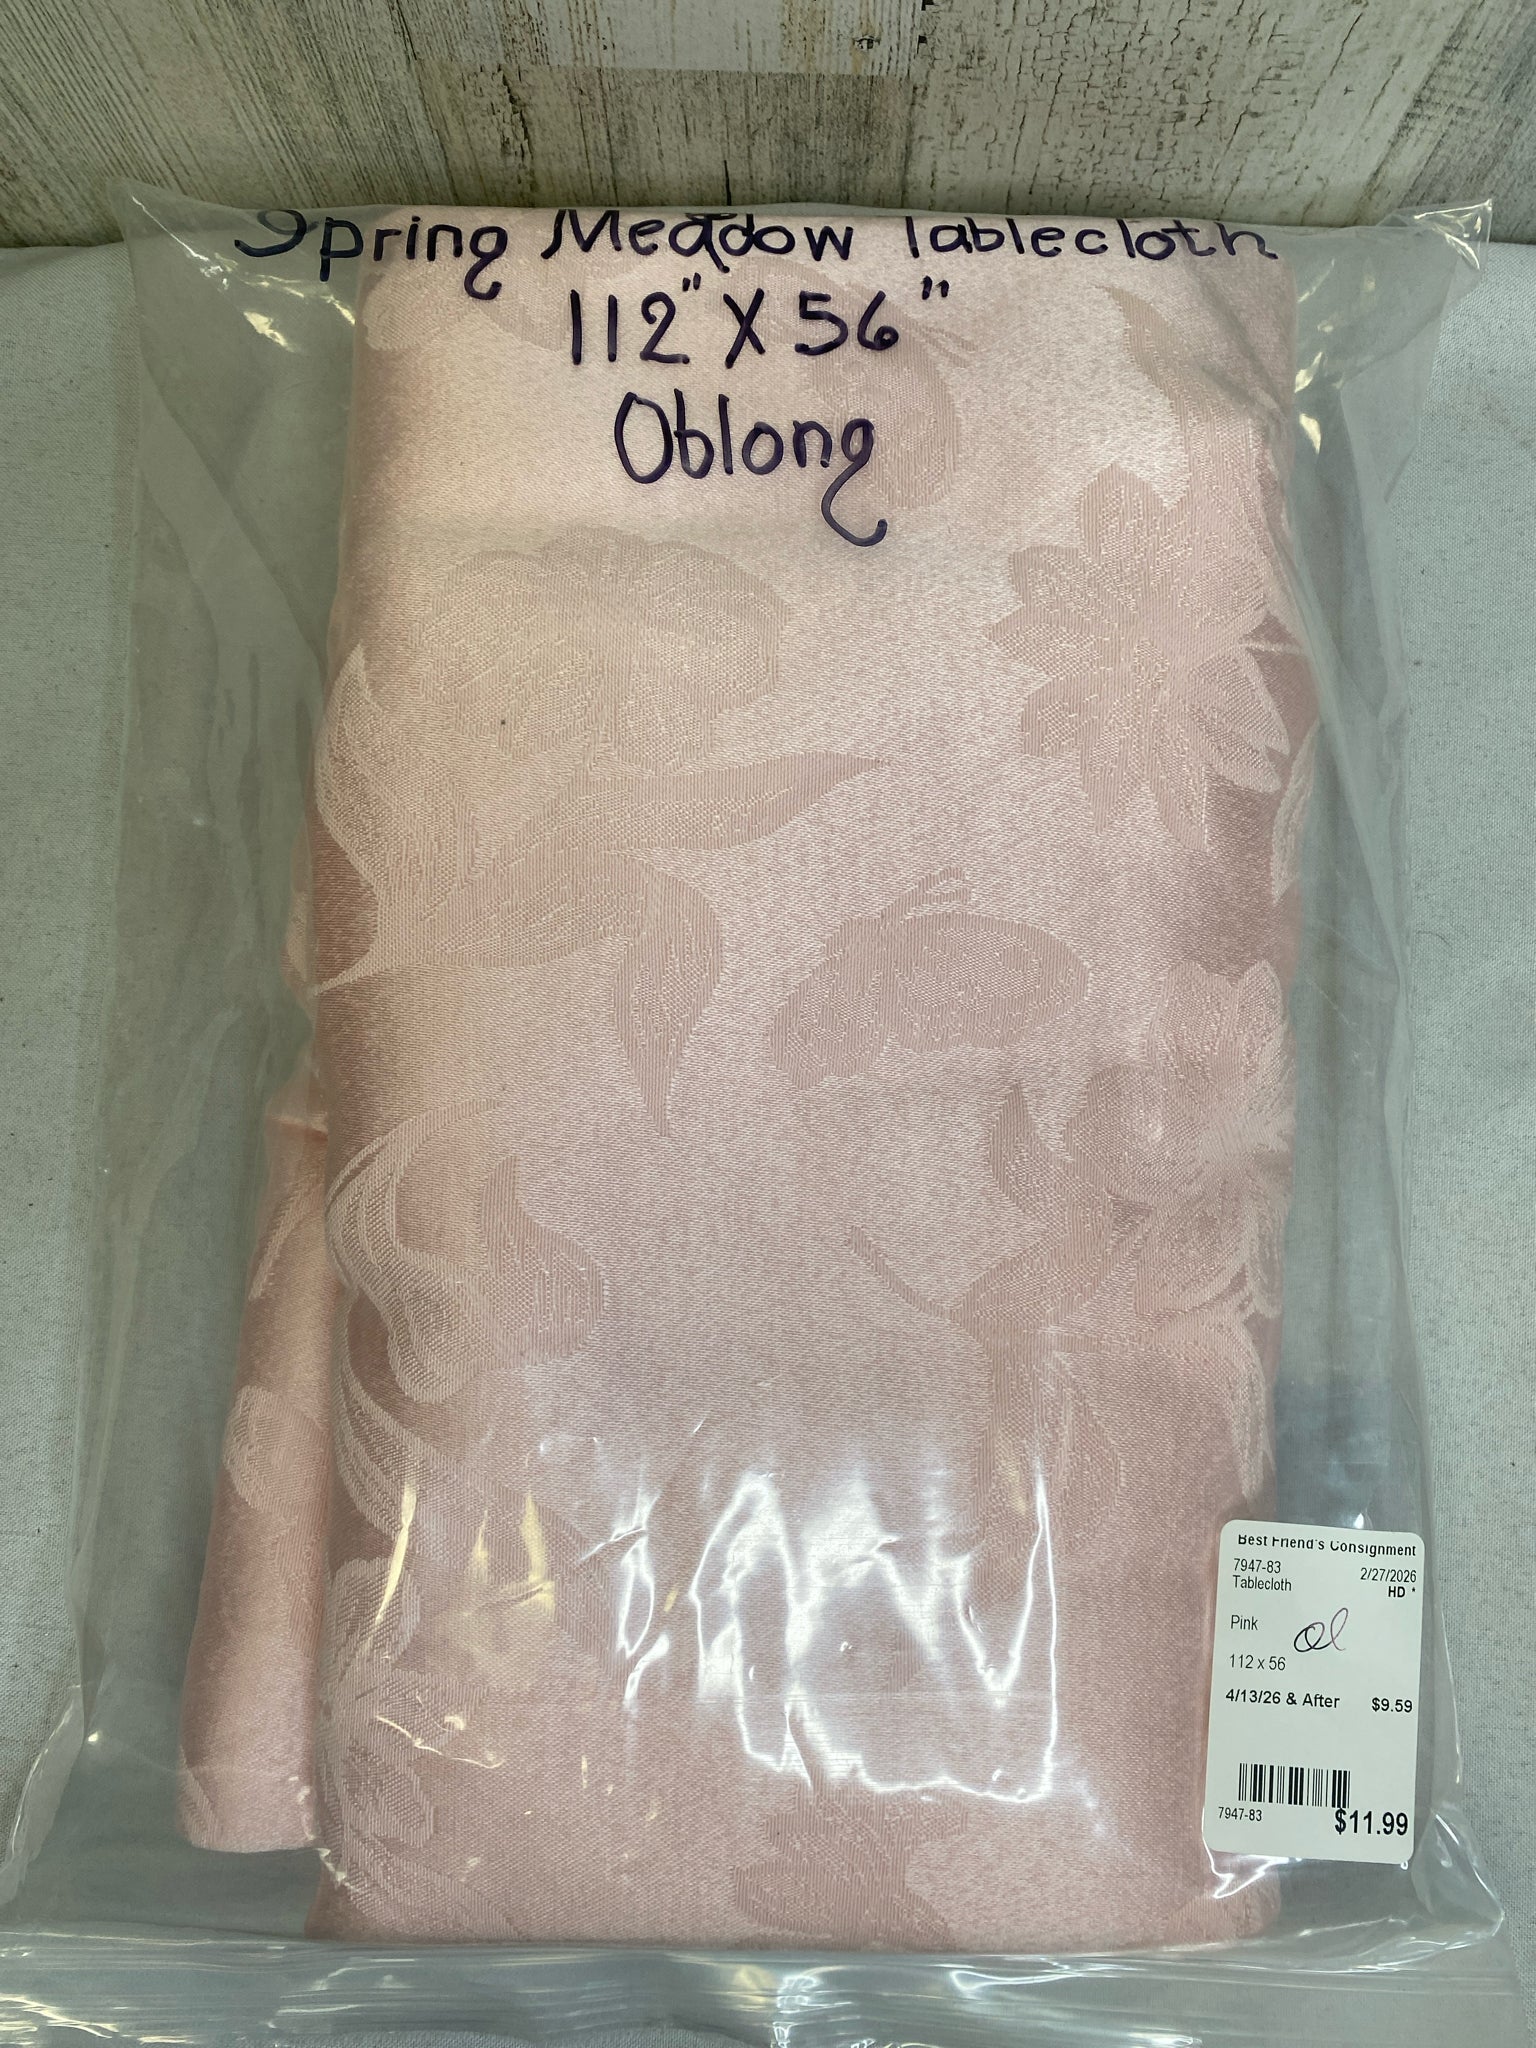 Spring Meadow Tablecloth
112" X 56"
Oblong
Best Friend's Consignment
7947-83 2/27/2026
Tablecloth HD *
Pink
112 x 56
4/13/26 & After $9.59
7947-83 $11.99